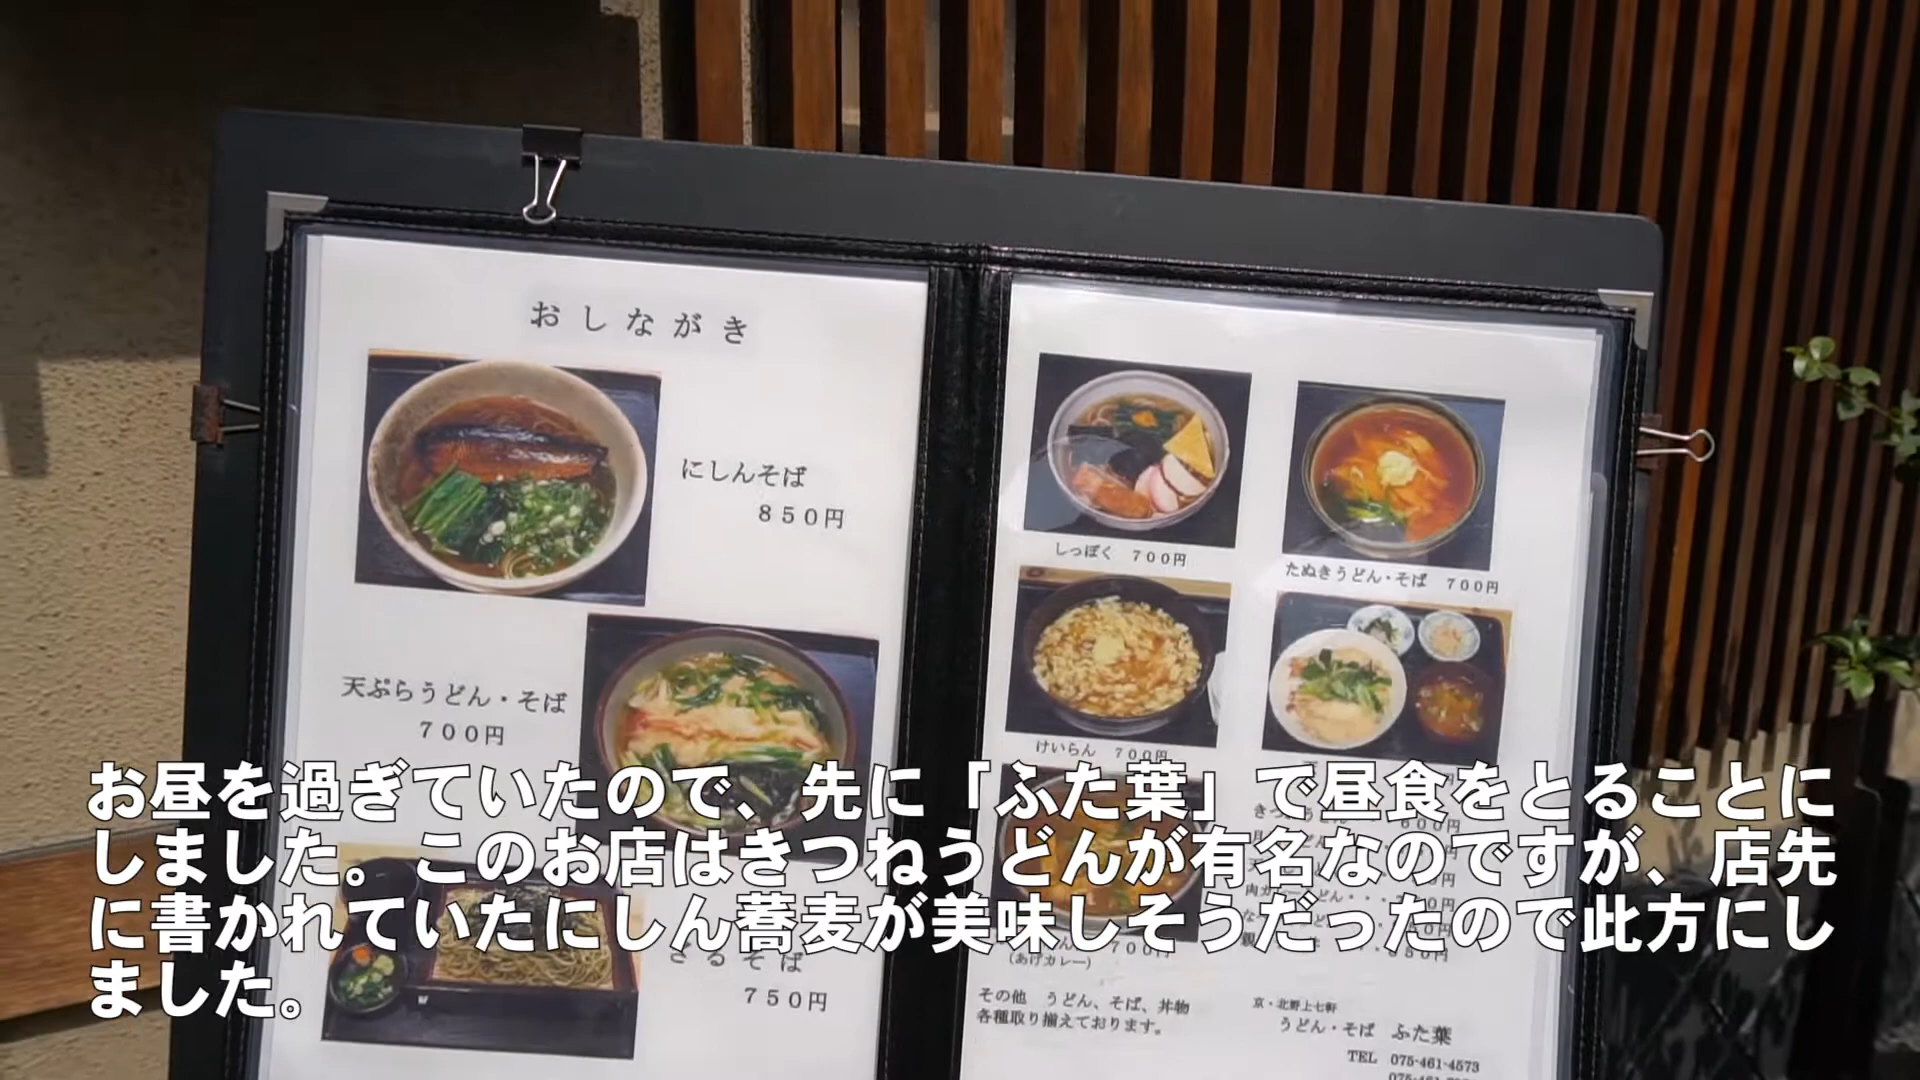 おしながき
にしんそば
850円
天ぷらうどん・そば
700円
ざるそば
750円
しっぽく 700円
たぬきうどん・そば 700円
けいらん 700円
700円
(あげカレー)
その他 うどん、そば、丼物
各種取り揃えております。
京・北野上七軒
うどん・そば ふた葉
TEL 075-461-4573
お昼を過ぎていたので、先に「ふた葉」で昼食をとることに
しました。このお店はきつねうどんが有名なのですが、店先
に書かれていたにしん蕎麦が美味しそうだったので此方にし
ました。